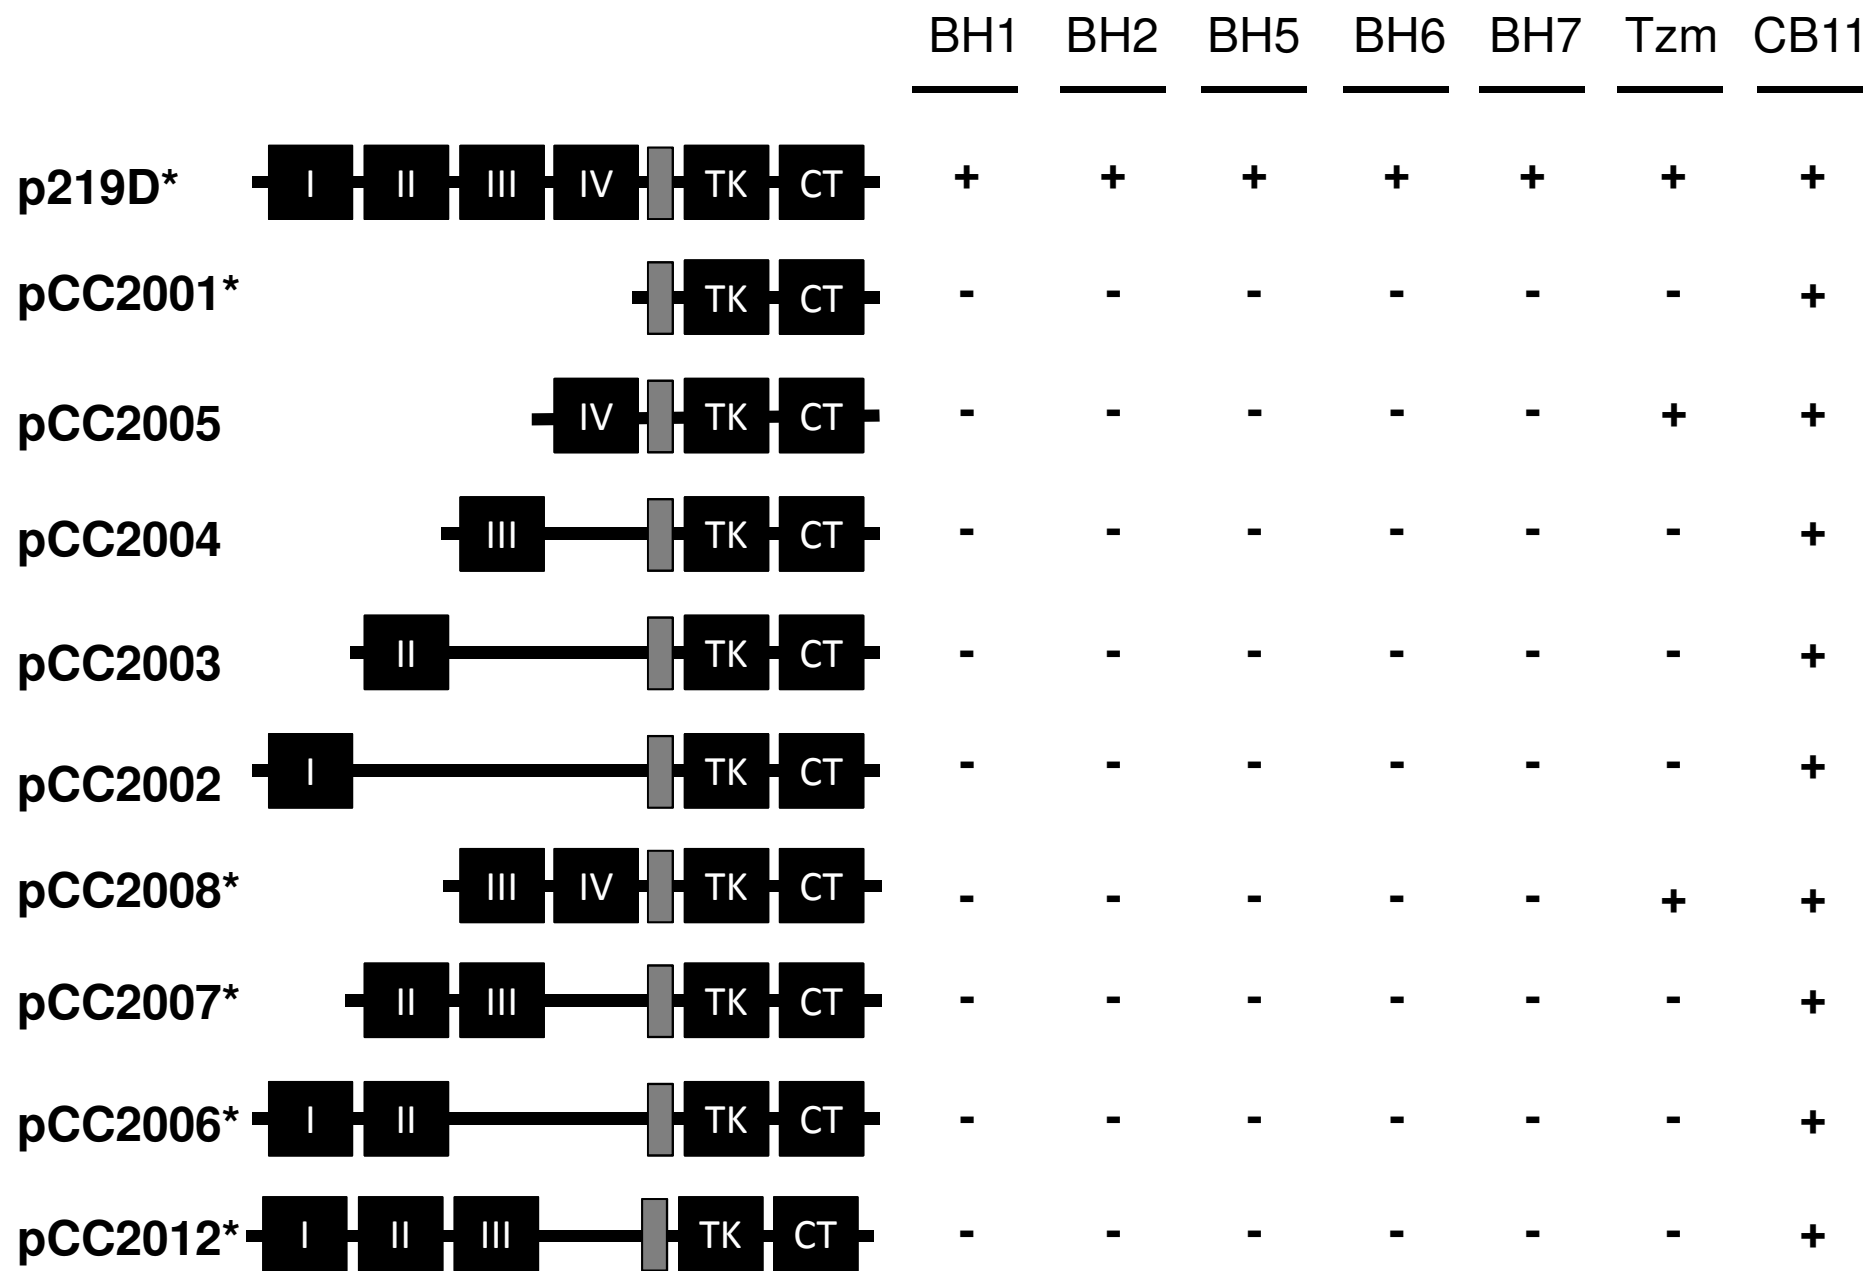 BH1 BH2 BH5 BH6 BH7 Tzm CB11
p219D* I II III IV TK CT + + + + + + +
pCC2001* TK CT - - - - - - +
pCC2005 IV TK CT - - - - - + +
pCC2004 III TK CT - - - - - - +
pCC2003 II TK CT - - - - - - +
pCC2002 I TK CT - - - - - - +
pCC2008* III IV TK CT - - - - - + +
pCC2007* II III TK CT - - - - - - +
pCC2006* I II TK CT - - - - - - +
pCC2012* I II III TK CT - - - - - - +